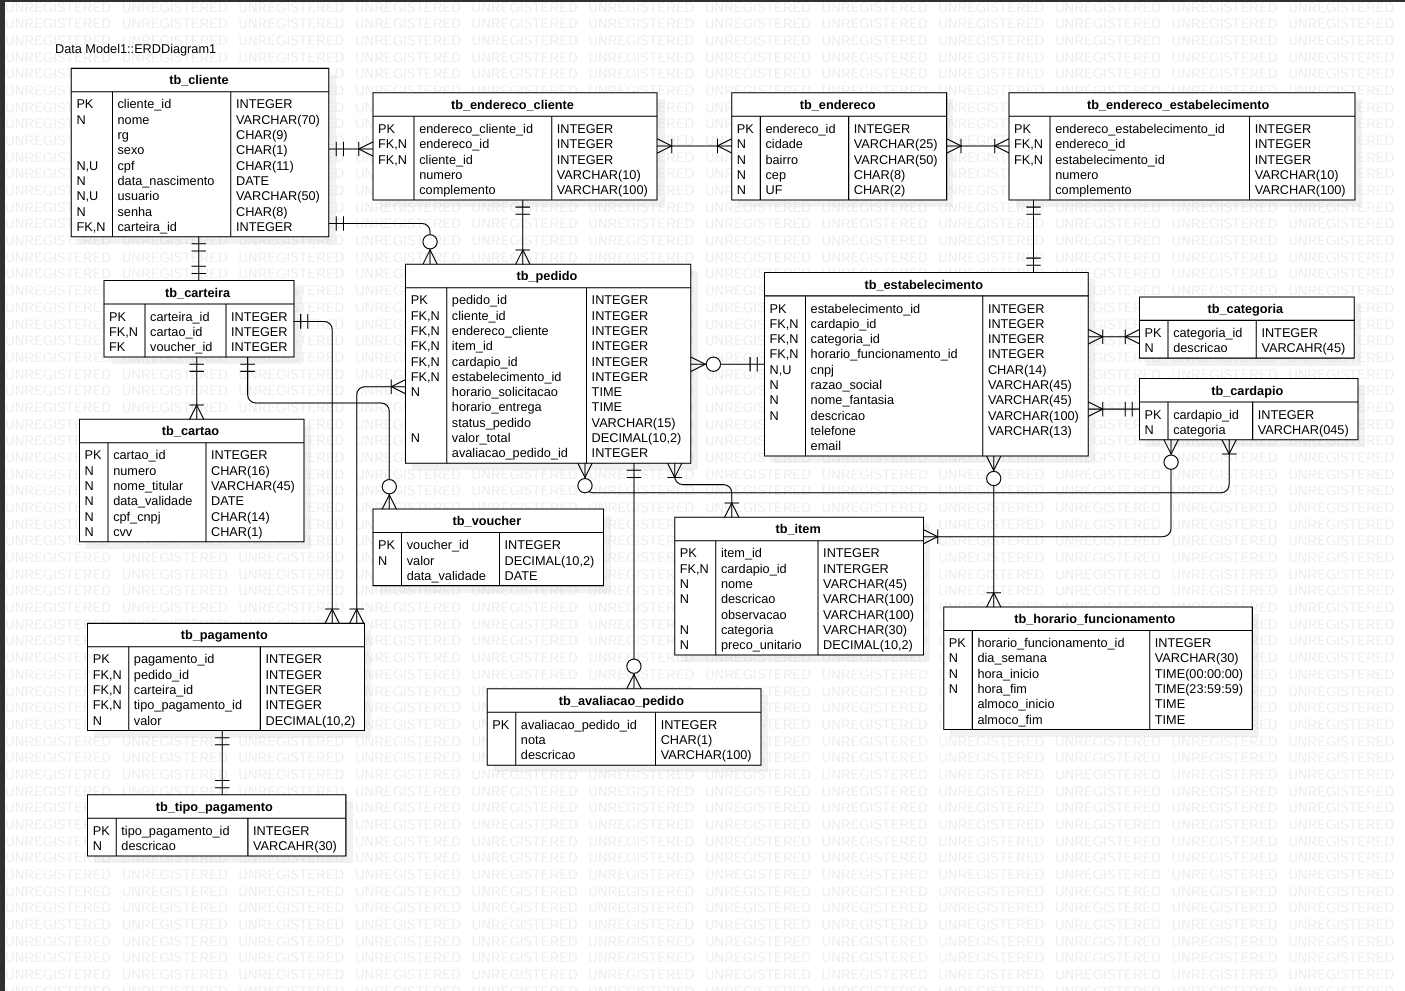 Data Model1::ERDDiagram1
tb_cliente
PK cliente_id INTEGER
N nome VARCHAR(70)
rg CHAR(9)
sexo CHAR(1)
N,U cpf CHAR(11)
N data_nascimento DATE
N,U usuario VARCHAR(50)
N senha CHAR(8)
FK,N carteira_id INTEGER
tb_endereco_cliente
PK endereco_cliente_id INTEGER
FK,N endereco_id INTEGER
FK,N cliente_id INTEGER
numero VARCHAR(10)
complemento VARCHAR(100)
tb_endereco
PK endereco_id INTEGER
N cidade VARCHAR(25)
N bairro VARCHAR(50)
N cep CHAR(8)
N UF CHAR(2)
tb_endereco_estabelecimento
PK endereco_estabelecimento_id INTEGER
FK,N endereco_id INTEGER
FK,N estabelecimento_id INTEGER
numero VARCHAR(10)
complemento VARCHAR(100)
tb_carteira
PK carteira_id INTEGER
FK,N cartao_id INTEGER
FK voucher_id INTEGER
tb_pedido
PK pedido_id INTEGER
FK,N cliente_id INTEGER
FK,N endereco_cliente INTEGER
FK,N item_id INTEGER
FK,N cardapio_id INTEGER
FK,N estabelecimento_id INTEGER
N horario_solicitacao TIME
horario_entrega TIME
status_pedido VARCHAR(15)
N valor_total DECIMAL(10,2)
avaliacao_pedido_id INTEGER
tb_estabelecimento
PK estabelecimento_id INTEGER
FK,N cardapio_id INTEGER
FK,N categoria_id INTEGER
FK,N horario_funcionamento_id INTEGER
N,U cnpj CHAR(14)
N razao_social VARCHAR(45)
N nome_fantasia VARCHAR(45)
N descricao VARCHAR(100)
telefone VARCHAR(13)
email
tb_categoria
PK categoria_id INTEGER
N descricao VARCAHR(45)
tb_cardapio
PK cardapio_id INTEGER
N categoria VARCHAR(045)
tb_cartao
PK cartao_id INTEGER
N numero CHAR(16)
N nome_titular VARCHAR(45)
N data_validade DATE
N cpf_cnpj CHAR(14)
N cvv CHAR(1)
tb_voucher
PK voucher_id INTEGER
N valor DECIMAL(10,2)
data_validade DATE
tb_item
PK item_id INTEGER
FK,N cardapio_id INTERGER
N nome VARCHAR(45)
N descricao VARCHAR(100)
observacao VARCHAR(100)
N categoria VARCHAR(30)
N preco_unitario DECIMAL(10,2)
tb_horario_funcionamento
PK horario_funcionamento_id INTEGER
N dia_semana VARCHAR(30)
N hora_inicio TIME(00:00:00)
N hora_fim TIME(23:59:59)
almoco_inicio TIME
almoco_fim TIME
tb_pagamento
PK pagamento_id INTEGER
FK,N pedido_id INTEGER
FK,N carteira_id INTEGER
FK,N tipo_pagamento_id INTEGER
N valor DECIMAL(10,2)
tb_avaliacao_pedido
PK avaliacao_pedido_id INTEGER
nota CHAR(1)
descricao VARCHAR(100)
tb_tipo_pagamento
PK tipo_pagamento_id INTEGER
N descricao VARCAHR(30)
UNREGISTERED